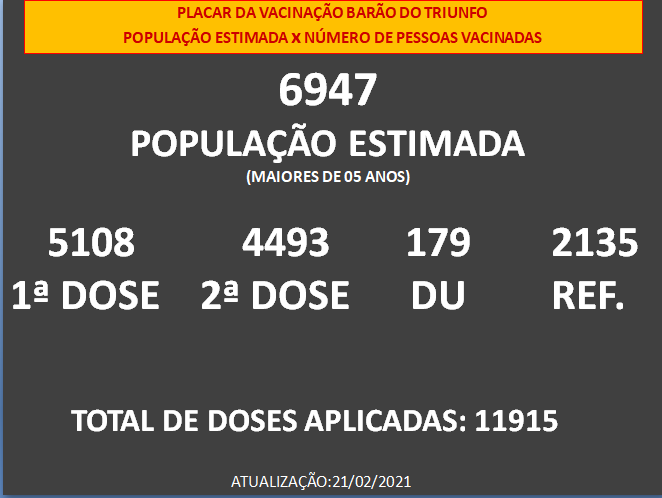 PLACAR DA VACINAÇÃO BARÃO DO TRIUNFO
POPULAÇÃO ESTIMADA x NÚMERO DE PESSOAS VACINADAS
6947
POPULAÇÃO ESTIMADA
(MAIORES DE 05 ANOS)
5108 4493 179 2135
1ª DOSE 2ª DOSE DU REF.
TOTAL DE DOSES APLICADAS: 11915
ATUALIZAÇÃO:21/02/2021